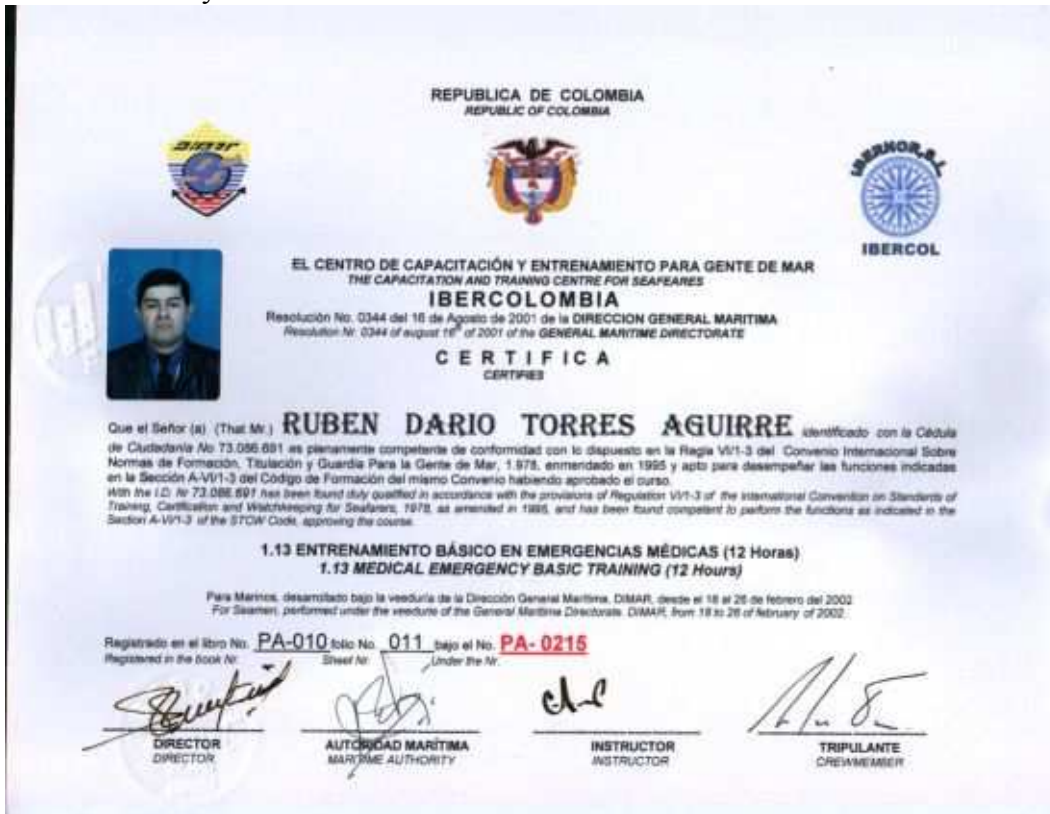 REPUBLICA DE COLOMBIA
REPUBLIC OF COLOMBIA
DIMAR
IBERNOR, S.L.
IBERCOL
EL CENTRO DE CAPACITACIÓN Y ENTRENAMIENTO PARA GENTE DE MAR
THE CAPACITATION AND TRAINING CENTRE FOR SEAFEARES
IBERCOLOMBIA
Resolución No. 0344 del 16 de Agosto de 2001 de la DIRECCION GENERAL MARITIMA
Resolution Nr. 0344 of august 16th of 2001 of the GENERAL MARITIME DIRECTORATE
CERTIFICA
CERTIFIES
Que el Señor (a) (That Mr.) RUBEN DARIO TORRES AGUIRRE identificado con la Cédula
de Ciudadanía No 73.086.691 es plenamente competente de conformidad con lo dispuesto en la Regla VI/1-3 del Convenio Internacional Sobre
Normas de Formación, Titulación y Guardia Para la Gente de Mar, 1.978, enmendado en 1995 y apto para desempeñar las funciones indicadas
en la Sección A-VI/1-3 del Código de Formación del mismo Convenio habiendo aprobado el curso.
With the I.D. Nr 73.086.691 has been found duly qualified in accordance with the provisions of Regulation VI/1-3 of the international Convention on Standards of
Training, Certification and Watchkeeping for Seafarers, 1978, as amended in 1995, and has been found competent to perform the functions as indicated in the
Section A-VI/1-3 of the STCW Code, approving the course.
1.13 ENTRENAMIENTO BÁSICO EN EMERGENCIAS MÉDICAS (12 Horas)
1.13 MEDICAL EMERGENCY BASIC TRAINING (12 Hours)
Para Marinos, desarrollado bajo la veeduría de la Dirección General Marítima, DIMAR, desde el 18 al 26 de febrero del 2002
For Seamen, performed under the veeduria of the General Maritime Directorate. DIMAR, from 18 to 26 of february of 2002.
Registrado en el libro No. PA-010 folio No. 011 bajo el No. PA- 0215
Registered in the book Nr. Sheet Nr. Under the Nr.
DIRECTOR AUTORIDAD MARÍTIMA INSTRUCTOR TRIPULANTE
DIRECTOR MARITIME AUTHORITY INSTRUCTOR CREWMEMBER